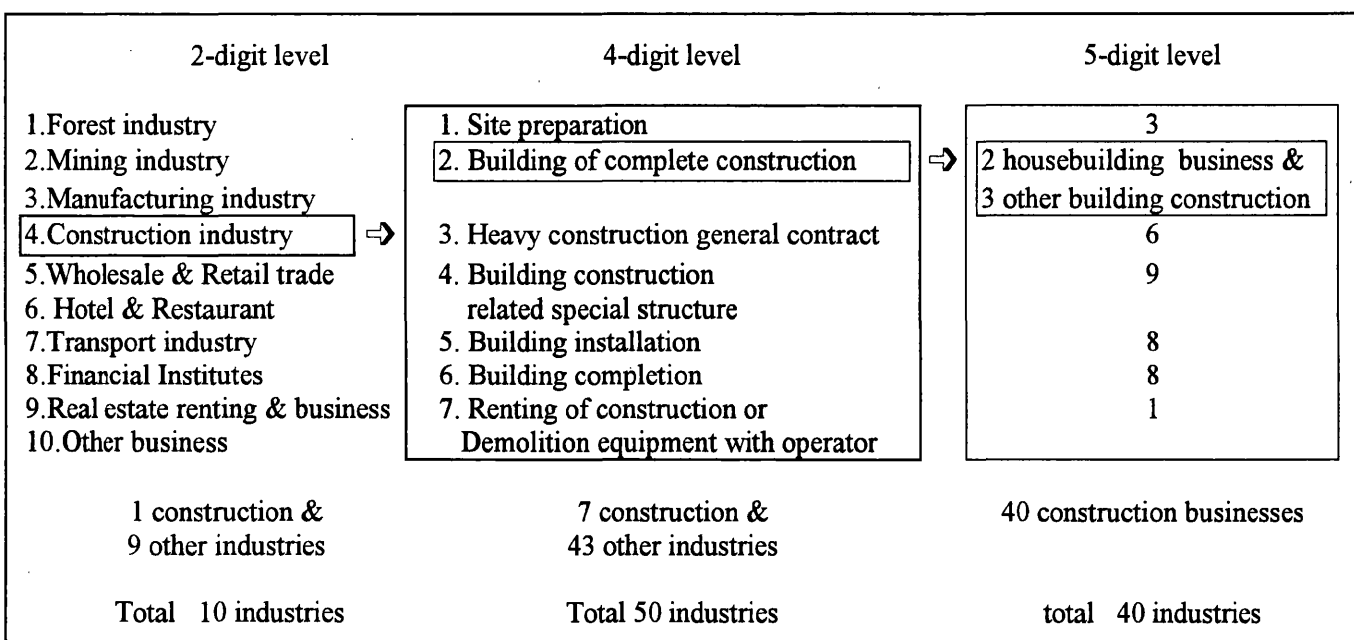 2-digit level 4-digit level 5-digit level
1.Forest industry 1. Site preparation 3
2.Mining industry 2. Building of complete construction ⇨ 2 housebuilding business &
3.Manufacturing industry 3 other building construction
4.Construction industry ⇨ 3. Heavy construction general contract 6
5.Wholesale & Retail trade 4. Building construction 9
6. Hotel & Restaurant related special structure
7.Transport industry 5. Building installation 8
8.Financial Institutes 6. Building completion 8
9.Real estate renting & business 7. Renting of construction or 1
10.Other business Demolition equipment with operator
1 construction & 7 construction & 40 construction businesses
9 other industries 43 other industries
Total 10 industries Total 50 industries total 40 industries